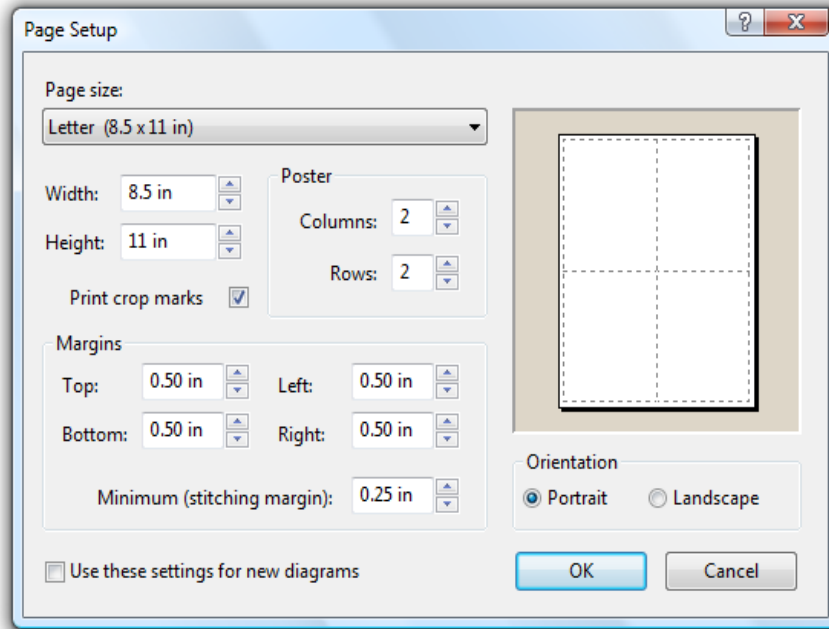 Page Setup
Page size:
Letter (8.5 x 11 in)
Width: 8.5 in
Height: 11 in
Print crop marks
Poster
Columns: 2
Rows: 2
Margins
Top: 0.50 in Left: 0.50 in
Bottom: 0.50 in Right: 0.50 in
Minimum (stitching margin): 0.25 in
Orientation
Portrait Landscape
Use these settings for new diagrams
OK Cancel